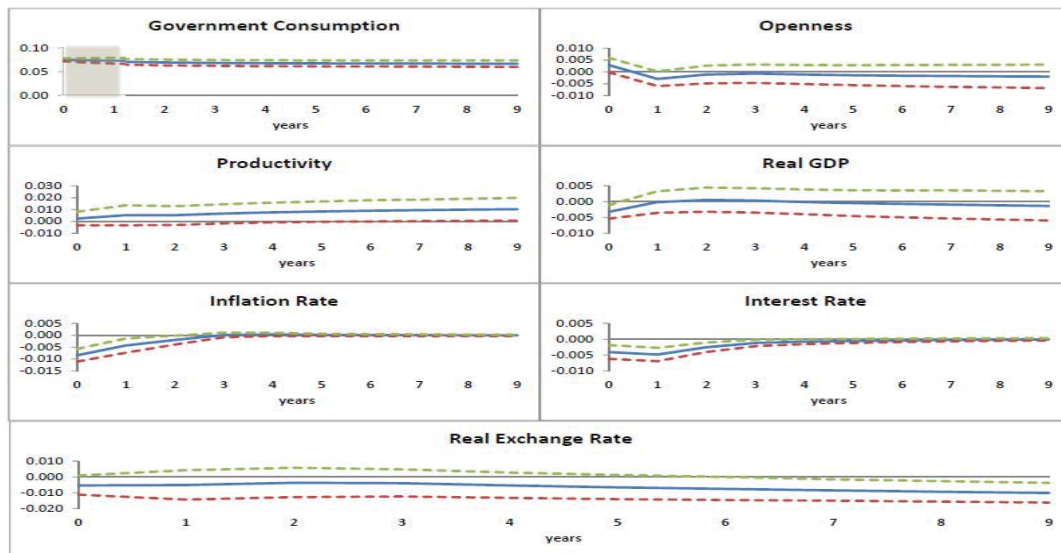 Government Consumption
0.10
0.05
0.00
0 1 2 3 4 5 6 7 8 9
years
Openness
0.010
0.005
0.000
-0.005
-0.010
0 1 2 3 4 5 6 7 8 9
years
Productivity
0.030
0.020
0.010
0.000
-0.010
0 1 2 3 4 5 6 7 8 9
years
Real GDP
0.005
0.000
-0.005
-0.010
0 1 2 3 4 5 6 7 8 9
years
Inflation Rate
0.005
0.000
-0.005
-0.010
-0.015
0 1 2 3 4 5 6 7 8 9
years
Interest Rate
0.005
0.000
-0.005
-0.010
0 1 2 3 4 5 6 7 8 9
years
Real Exchange Rate
0.010
0.000
-0.010
-0.020
0 1 2 3 4 5 6 7 8 9
years